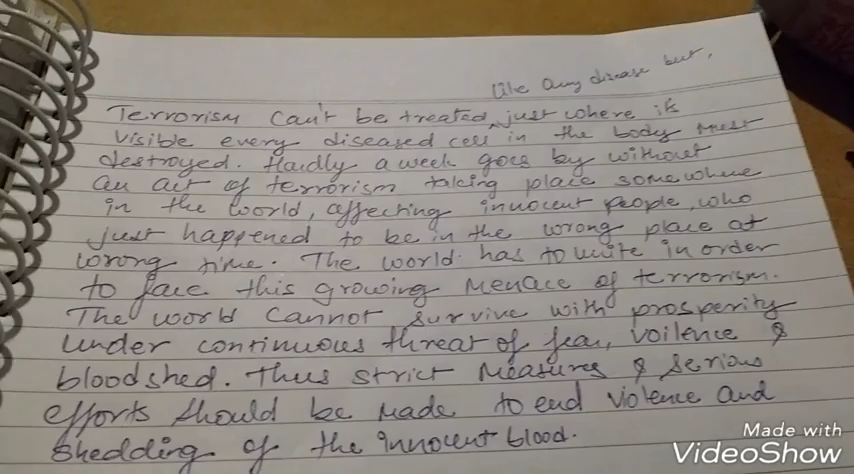 like any disease but,
Terrorism can't be treated, just where it is
visible every diseased cell in the body must
destroyed. Hardly a week goes by without
an act of terrorism taking place somewhere
in the world, affecting innocent people, who
just happened to be in the wrong place at
wrong time. The world has to unite in order
to face this growing menace of terrorism.
The world cannot survive with prosperity
under continuous threat of fear, voilence &
bloodshed. Thus strict measures & serious
efforts should be made to end violence and
shedding of the innocent blood.
Made with
VideoShow